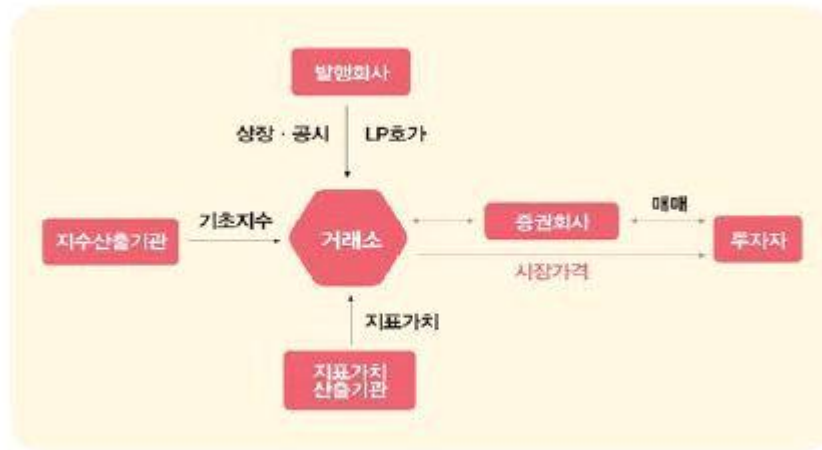 발행회사
상장 · 공시
LP호가
지수산출기관
기초지수
거래소
증권회사
매매
투자자
시장가격
지표가치
지표가치
산출기관